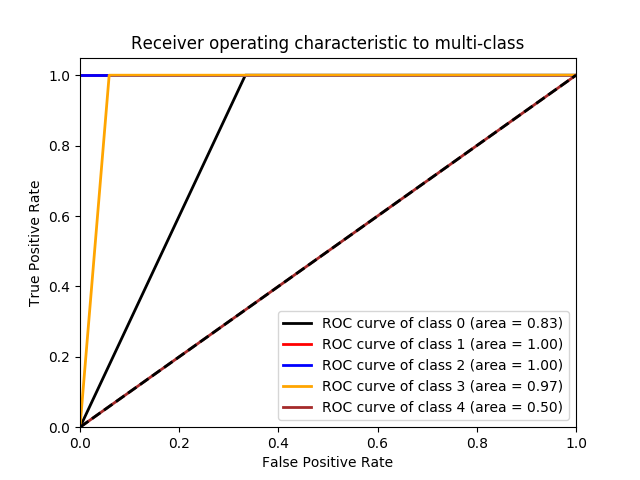 Receiver operating characteristic to multi-class
1.0
0.8
0.6
0.4
0.2
0.0
True Positive Rate
ROC curve of class 0 (area = 0.83)
ROC curve of class 1 (area = 1.00)
ROC curve of class 2 (area = 1.00)
ROC curve of class 3 (area = 0.97)
ROC curve of class 4 (area = 0.50)
0.0 0.2 0.4 0.6 0.8 1.0
False Positive Rate